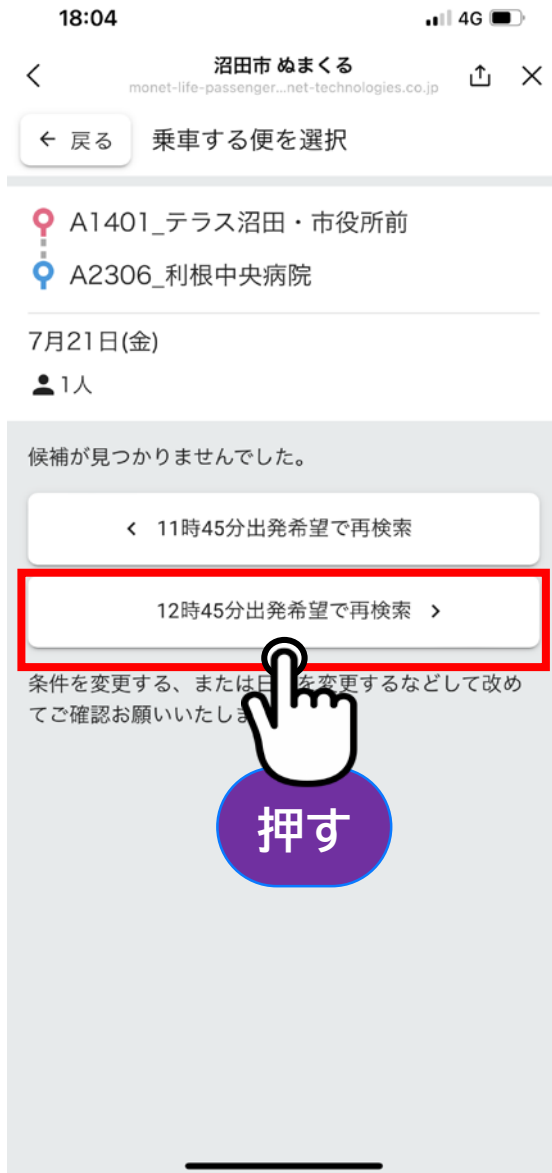 18:04
4G
沼田市 ぬまくる
monet-life-passenger...net-technologies.co.jp
← 戻る 乗車する便を選択
A1401_テラス沼田・市役所前
A2306_利根中央病院
7月21日(金)
1人
候補が見つかりませんでした。
< 11時45分出発希望で再検索
12時45分出発希望で再検索 >
条件を変更する、または日 を変更するなどして改め
てご確認お願いいたしま
押す